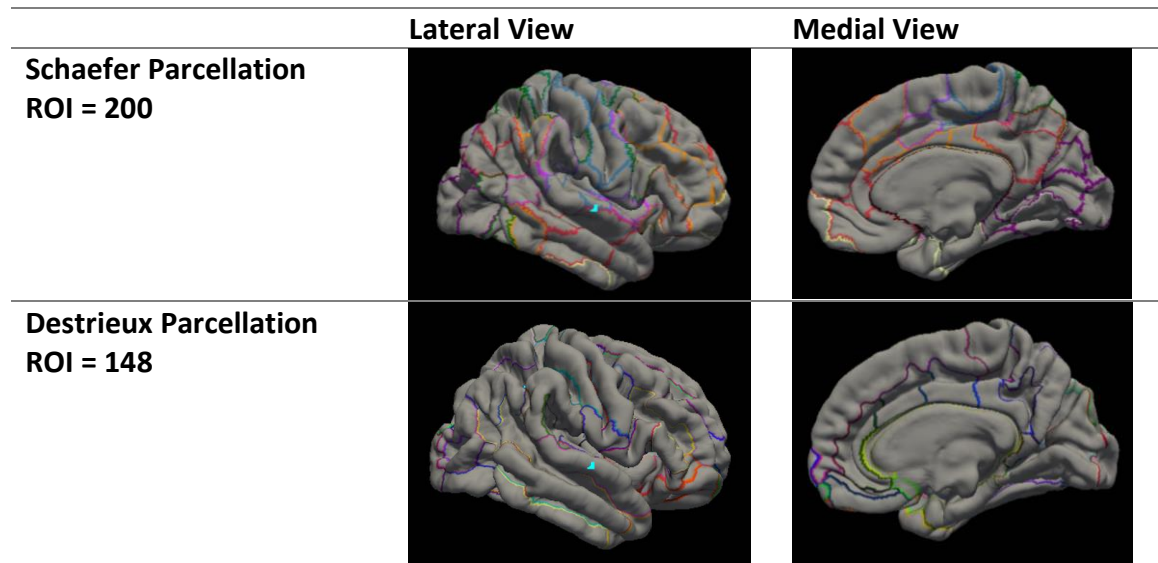 Lateral View Medial View
Schaefer Parcellation
ROI = 200
Destrieux Parcellation
ROI = 148